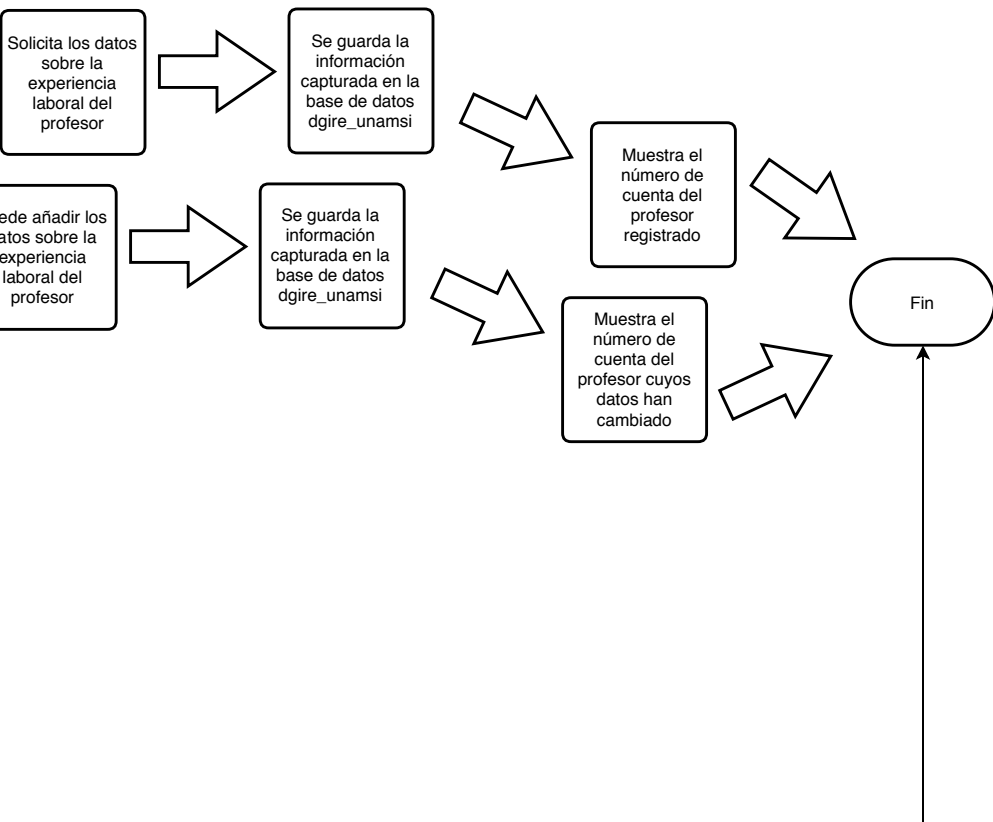 Solicita los datos
sobre la
experiencia
laboral del
profesor
Se guarda la
información
capturada en la
base de datos
dgire_unamsi
Muestra el
número de
cuenta del
profesor
registrado
añadir los
sobre la
experiencia
laboral del
profesor
Se guarda la
información
capturada en la
base de datos
dgire_unamsi
Muestra el
número de
cuenta del
profesor cuyos
datos han
cambiado
Fin